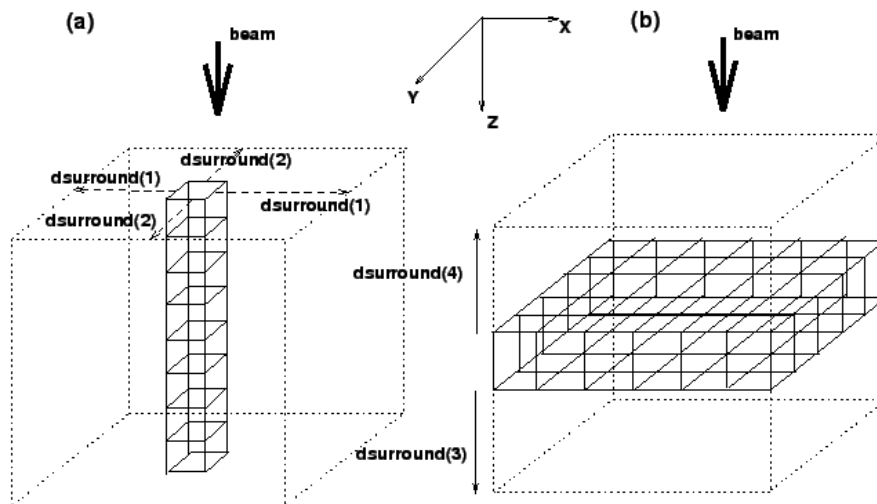 (a)
beam
X
Y
Z
(b)
beam
dsurround(2)
dsurround(1)
dsurround(1)
dsurround(2)
dsurround(4)
dsurround(3)